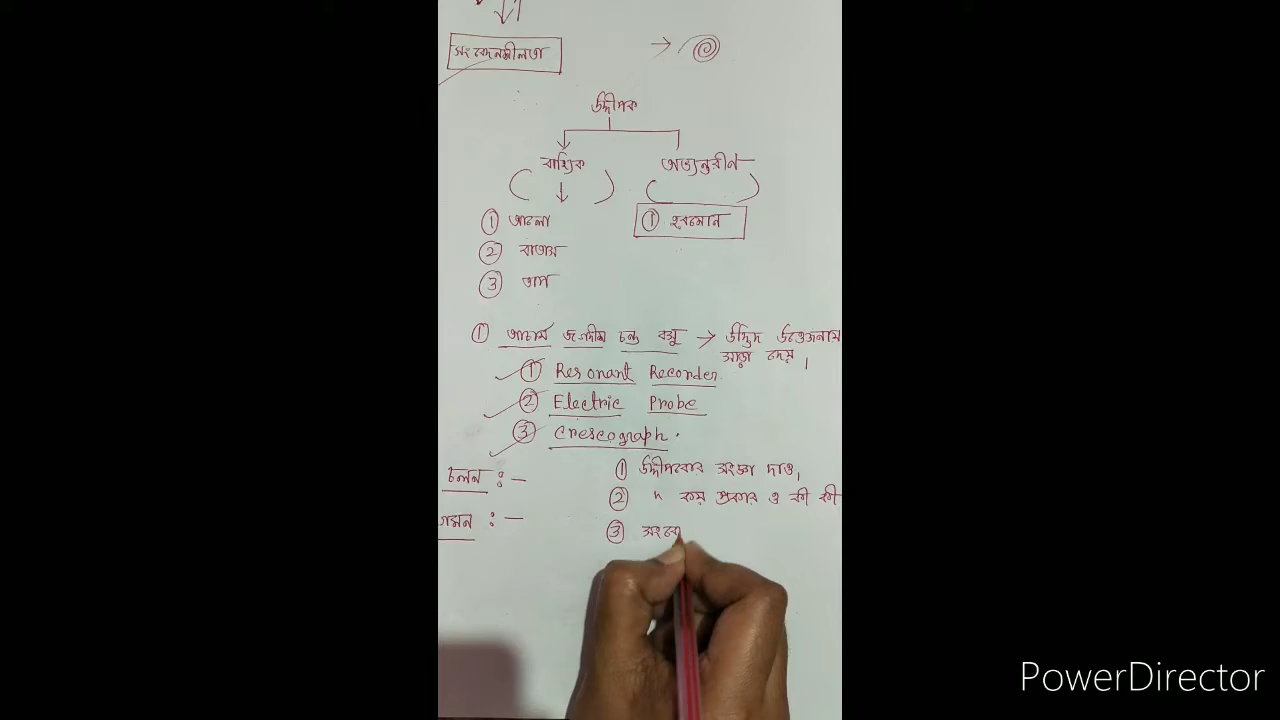 সংবেদনশীলতা
উদ্দীপক
বাহ্যিক অভ্যন্তরীণ
① আলো ① হরমোন
② বাতাস
③ তাপ
① আচার্য জগদীশ চন্দ্র বসু → উদ্ভিদ উত্তেজনায়
সাড়া দেয়।
① Resonant Recorder
② Electric Probe
③ Crescograph.
চলন :—
গমন :—
① উদ্দীপকের সংজ্ঞা দাও,
② " কয় প্রকার ও কী কী
③ সংবে
PowerDirector